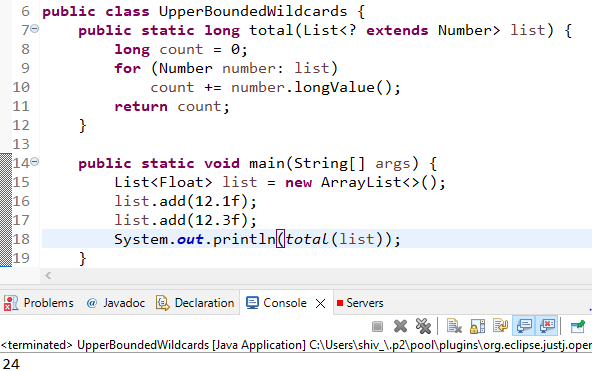 6 public class UpperBoundedWildcards {
7 public static long total(List<? extends Number> list) {
8 long count = 0;
9 for (Number number: list)
10 count += number.longValue();
11 return count;
12 }
13
14 public static void main(String[] args) {
15 List<Float> list = new ArrayList<>();
16 list.add(12.1f);
17 list.add(12.3f);
18 System.out.println(total(list));
19 }
Problems @ Javadoc Declaration Console Servers
<terminated> UpperBoundedWildcards [Java Application] C:\Users\shiv_\.p2\pool\plugins\org.eclipse.justj.oper
24